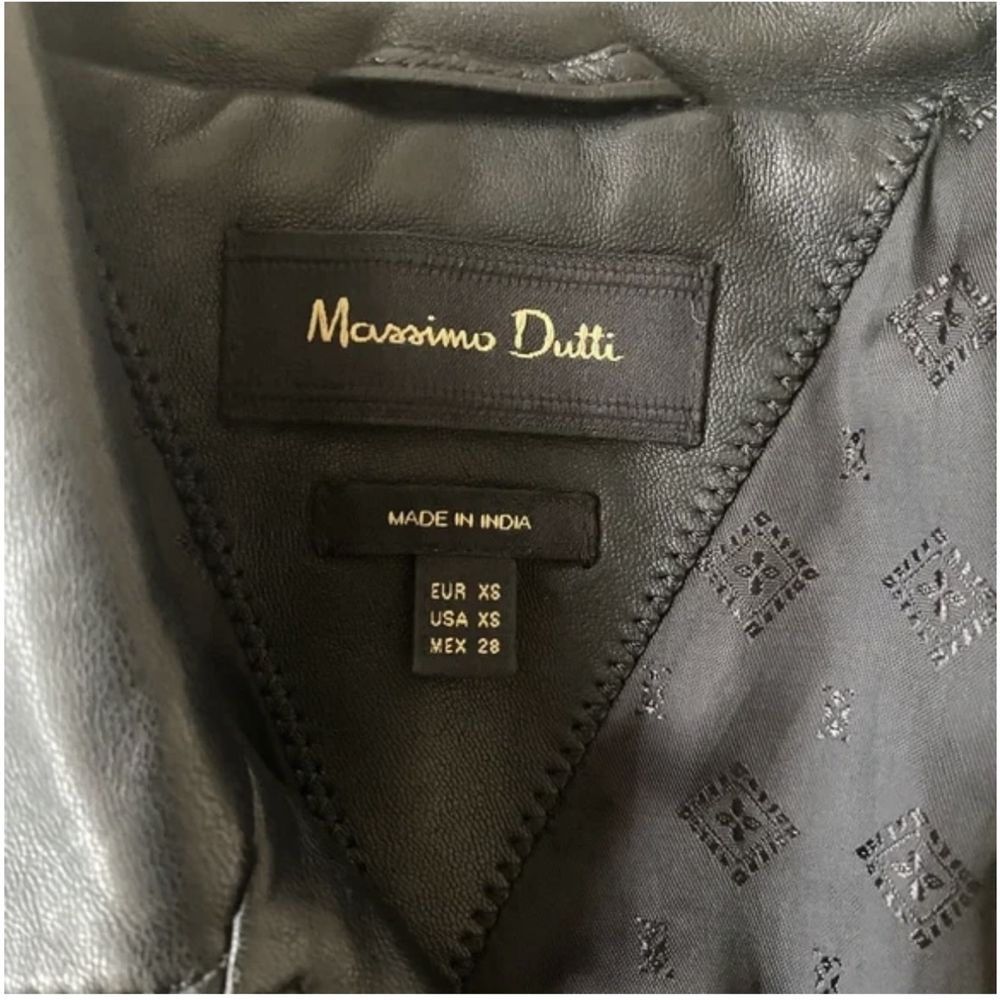 Massimo Dutti
MADE IN INDIA
EUR XS
USA XS
MEX 28